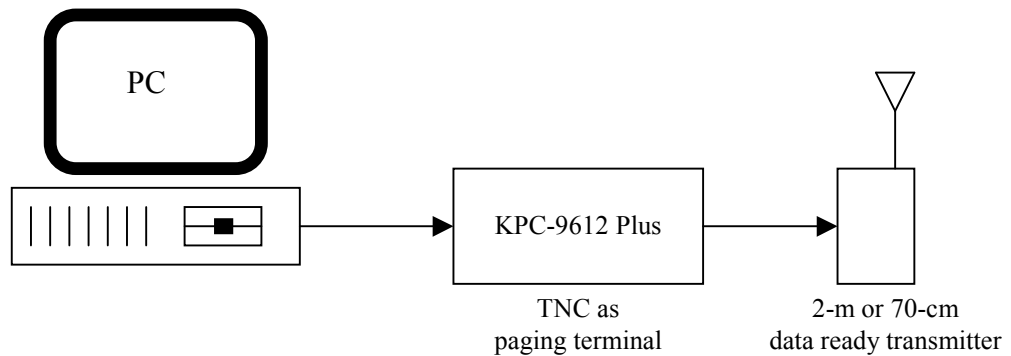 PC
KPC-9612 Plus
TNC as
paging terminal
2-m or 70-cm
data ready transmitter